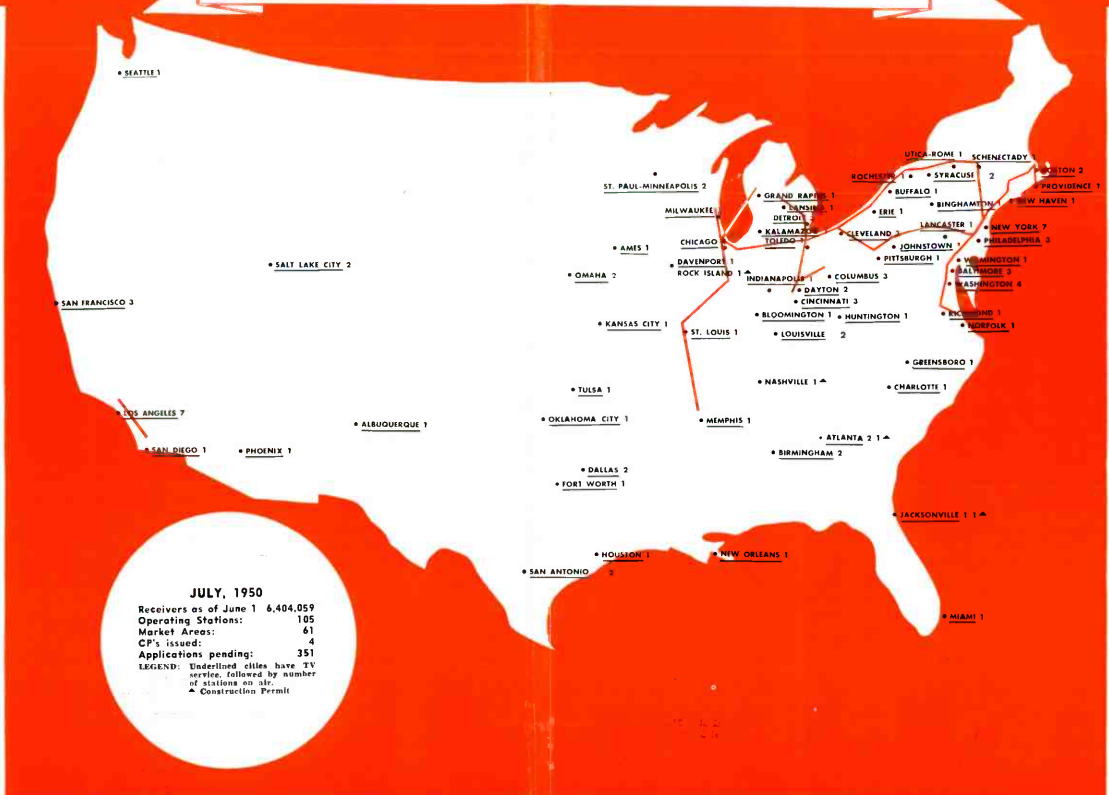 SEATTLE 1
UTICA-ROME 1
SCHENECTADY 1
ROCHESTER 1
SYRACUSE 2
BOSTON 2
PROVIDENCE 1
ST. PAUL-MINNEAPOLIS 2
GRAND RAPIDS 1
BUFFALO 1
BINGHAMTON 1
NEW HAVEN 1
LANSING 1
MILWAUKEE
DETROIT
ERIE 1
LANCASTER 1
NEW YORK 7
KALAMAZOO 1
CLEVELAND 3
PHILADELPHIA 3
CHICAGO
TOLEDO 1
JOHNSTOWN
AMES 1
PITTSBURGH 1
WILMINGTON 1
SALT LAKE CITY 2
DAVENPORT 1
ROCK ISLAND 1 ▲
BALTIMORE 3
OMAHA 2
INDIANAPOLIS 1
COLUMBUS 3
WASHINGTON 4
DAYTON 2
SAN FRANCISCO 3
CINCINNATI 3
BLOOMINGTON 1
HUNTINGTON 1
RICHMOND 1
KANSAS CITY 1
ST. LOUIS 1
LOUISVILLE 2
NORFOLK 1
GREENSBORO 1
NASHVILLE 1 ▲
CHARLOTTE 1
TULSA 1
LOS ANGELES 7
ALBUQUERQUE 1
OKLAHOMA CITY 1
MEMPHIS 1
ATLANTA 2 1 ▲
SAN DIEGO 1
PHOENIX 1
BIRMINGHAM 2
DALLAS 2
FORT WORTH 1
JACKSONVILLE 1 1 ▲
HOUSTON 1
NEW ORLEANS 1
SAN ANTONIO 2
MIAMI 1
JULY, 1950
Receivers as of June 1 6,404,059
Operating Stations: 105
Market Areas: 61
CP's issued: 4
Applications pending: 351
LEGEND: Underlined cities have TV
service, followed by number
of stations on air.
▲ Construction Permit